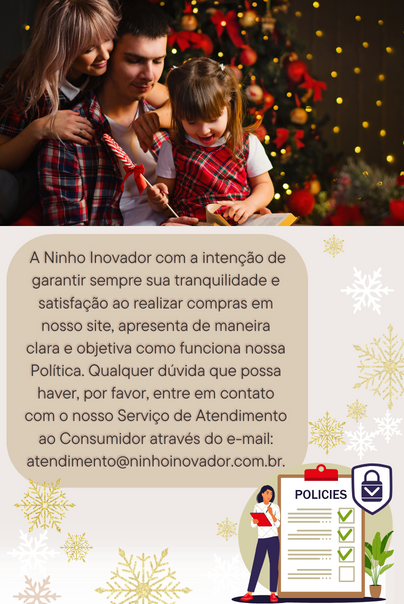 A Ninho Inovador com a intenção de
garantir sempre sua tranquilidade e
satisfação ao realizar compras em
nosso site, apresenta de maneira
clara e objetiva como funciona nossa
Política. Qualquer dúvida que possa
haver, por favor, entre em contato
com o nosso Serviço de Atendimento
ao Consumidor através do e-mail:
atendimento@ninhoinovador.com.br.
POLICIES